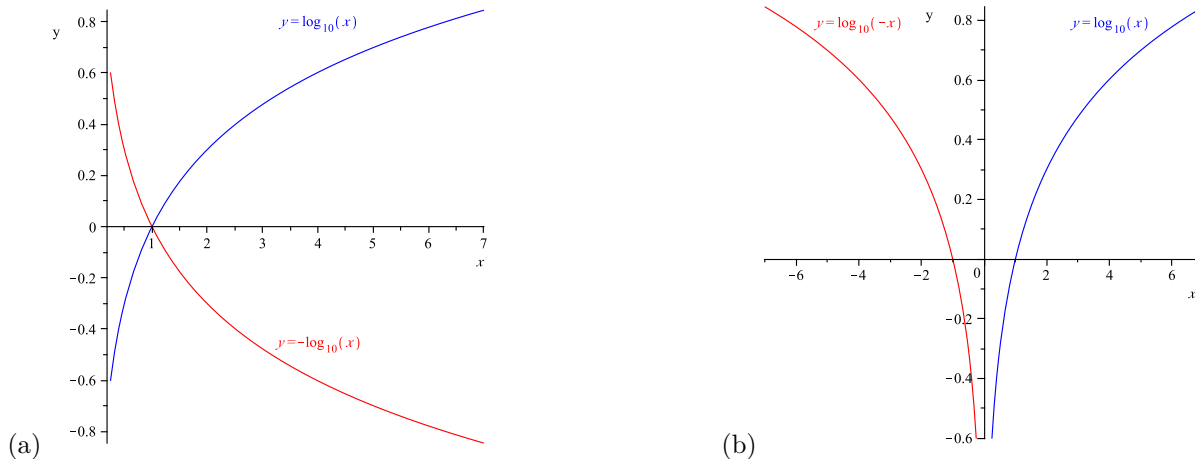 y
0.8
0.6
0.4
0.2
0
−0.2
−0.4
−0.6
−0.8
1 2 3 4 5 6 7
x
y=log₁₀(x)
y=−log₁₀(x)
(a)
y=log₁₀(−x)
y
0.8
y=log₁₀(x)
0.6
0.4
0.2
−6 −4 −2 0 2 4 6
x
−0.2
−0.4
−0.6
(b)